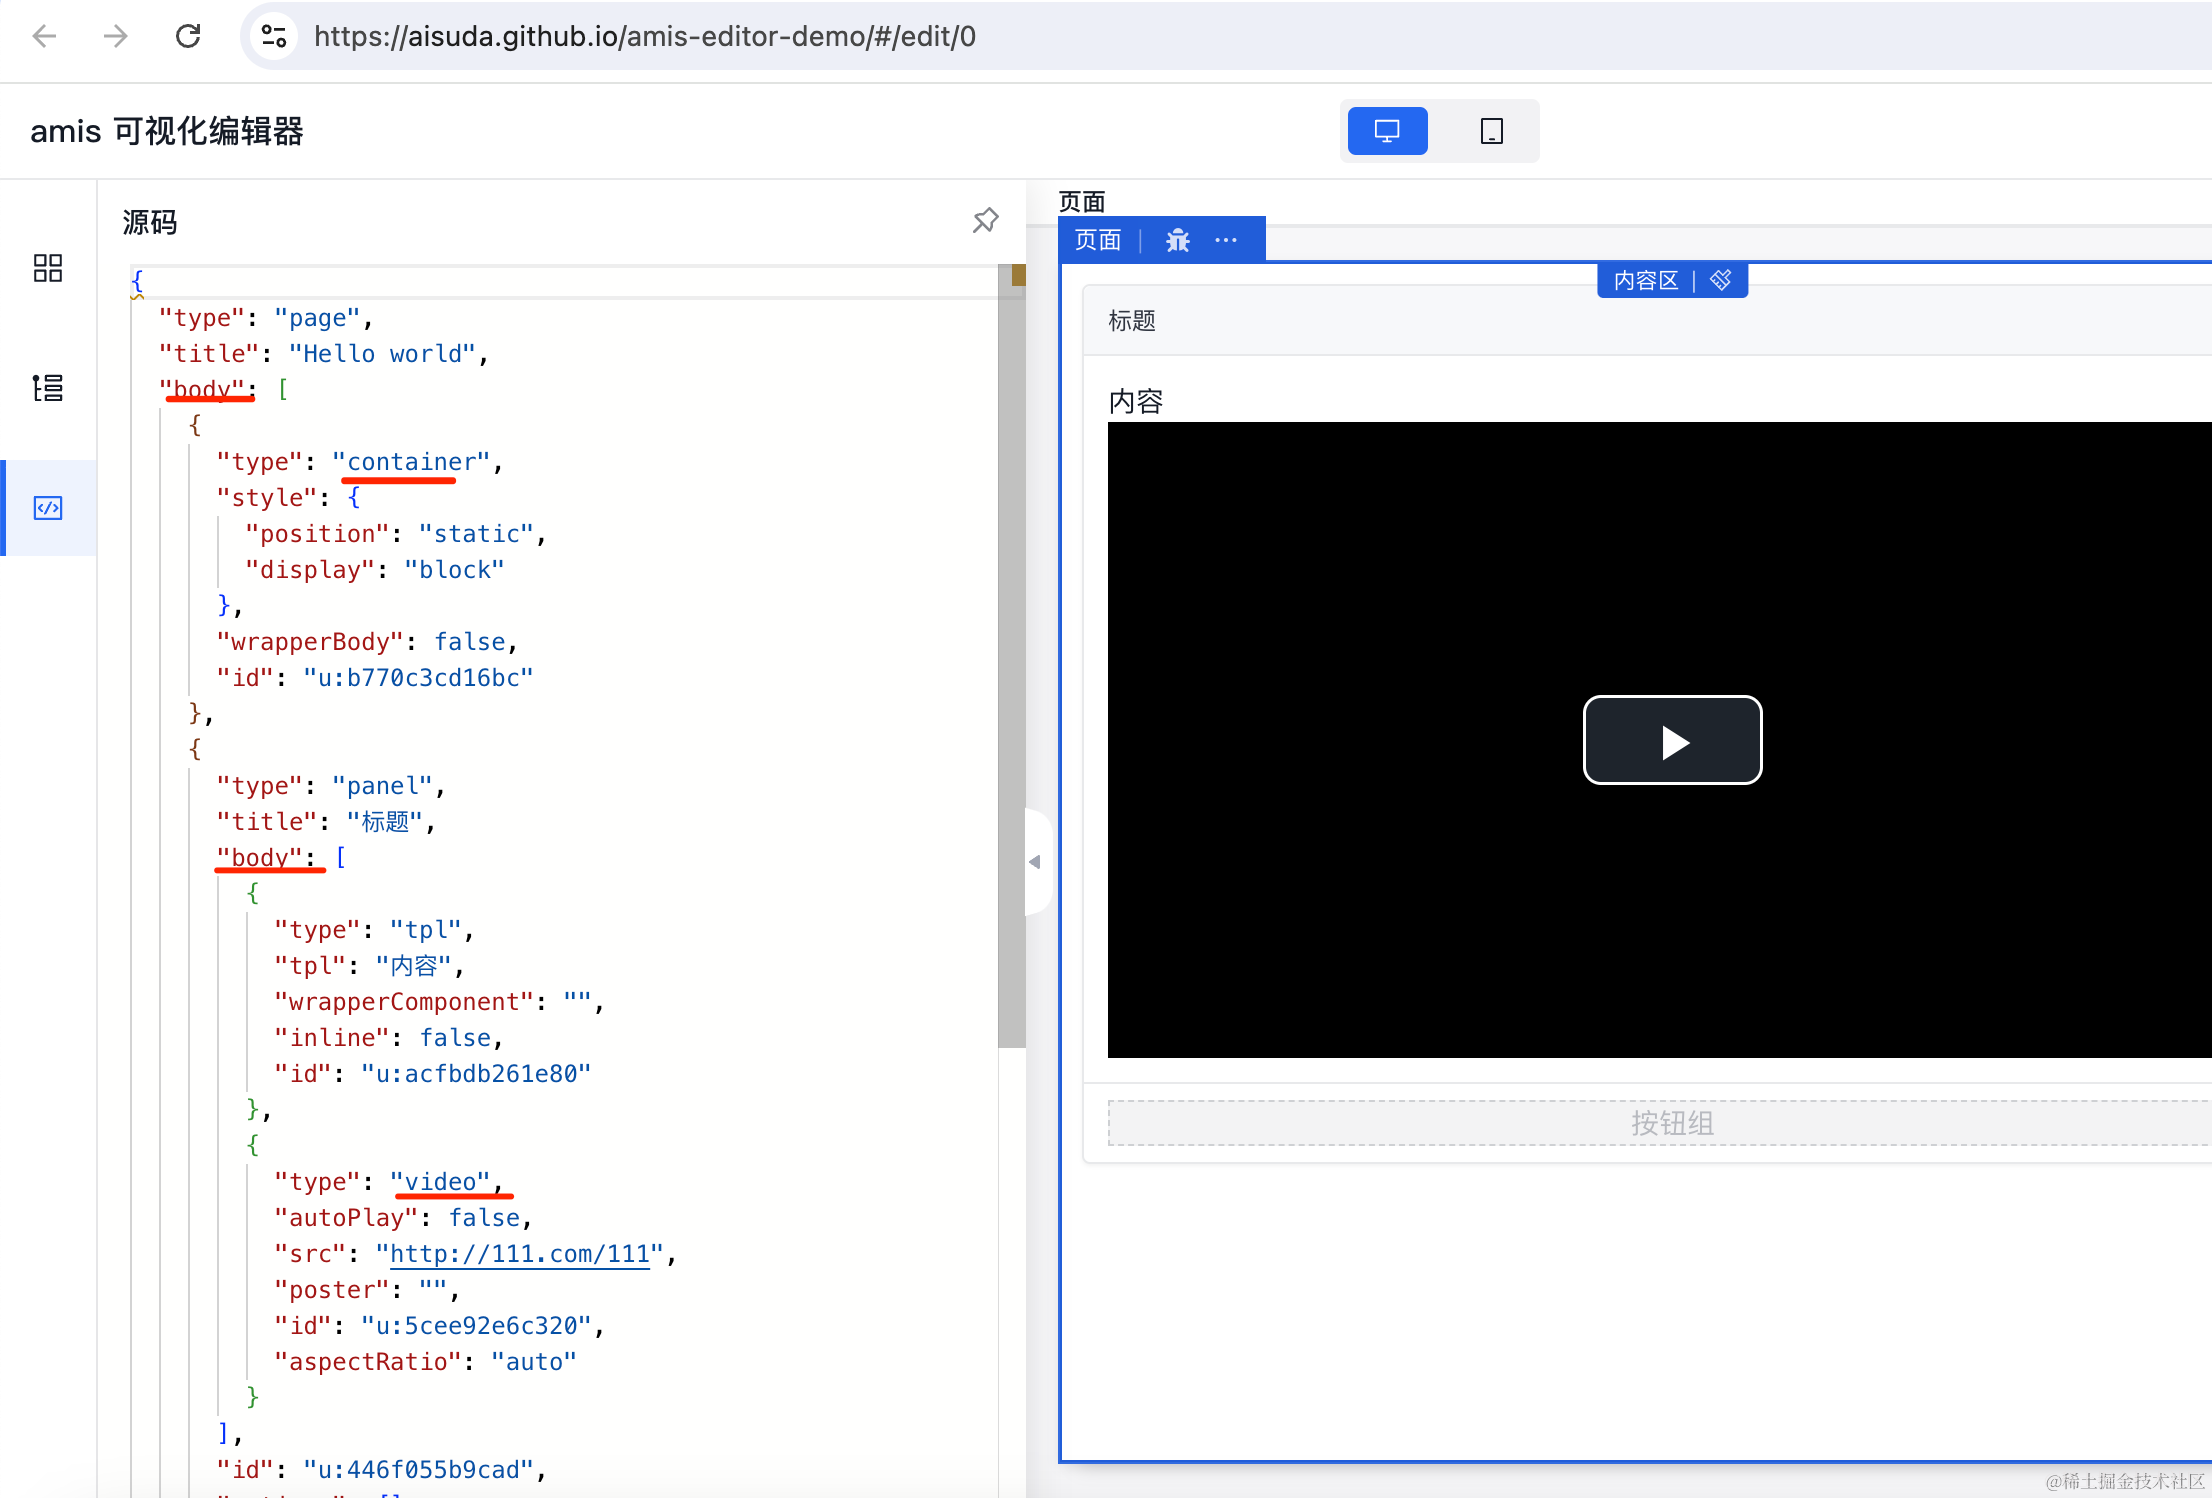 https://aisuda.github.io/amis-editor-demo/#/edit/0
amis 可视化编辑器
源码
{
"type": "page",
"title": "Hello world",
"body": [
{
"type": "container",
"style": {
"position": "static",
"display": "block"
},
"wrapperBody": false,
"id": "u:b770c3cd16bc"
},
{
"type": "panel",
"title": "标题",
"body": [
{
"type": "tpl",
"tpl": "内容",
"wrapperComponent": "",
"inline": false,
"id": "u:acfbdb261e80"
},
{
"type": "video",
"autoPlay": false,
"src": "http://111.com/111",
"poster": "",
"id": "u:5cee92e6c320",
"aspectRatio": "auto"
}
],
"id": "u:446f055b9cad",
页面
页面
内容区
标题
内容
按钮组
@稀土掘金技术社区